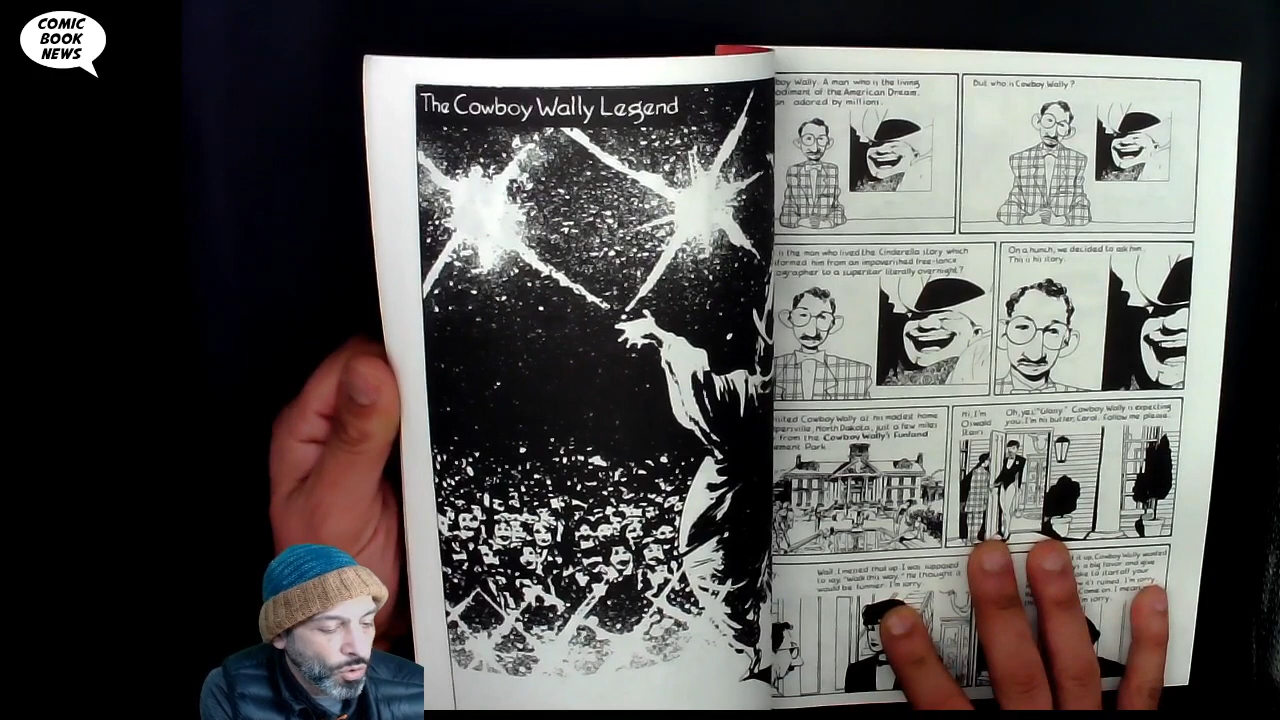 COMIC
BOOK
NEWS
The Cowboy Wally Legend
boy Wally. A man who is the living
odiment of the American Dream.
adored by millions.
But who is Cowboy Wally?
is the man who lived the Cinderella story which
formed him from an impoverished free-lance
ographer to a superstar literally overnight?
On a hunch, we decided to ask him.
This is his story.
isited Cowboy Wally at his modest home
North Dakota, just a few miles
from the Cowboy Wally's Funland
ement Park.
Hi, I'm
Oswald
Stairs.
Oh, yes, "Glory." Cowboy Wally is expecting
you. I'm his butler, Carol. Follow me please.
Wait. I messed that up. I was supposed
to say, "Walk this way." He thought it
would be funnier. I'm sorry.
it up. Cowboy Wally wanted
a big favor and give
to start off your
it's ruined. I'm sorry.
Come on. I mean
I'm sorry.